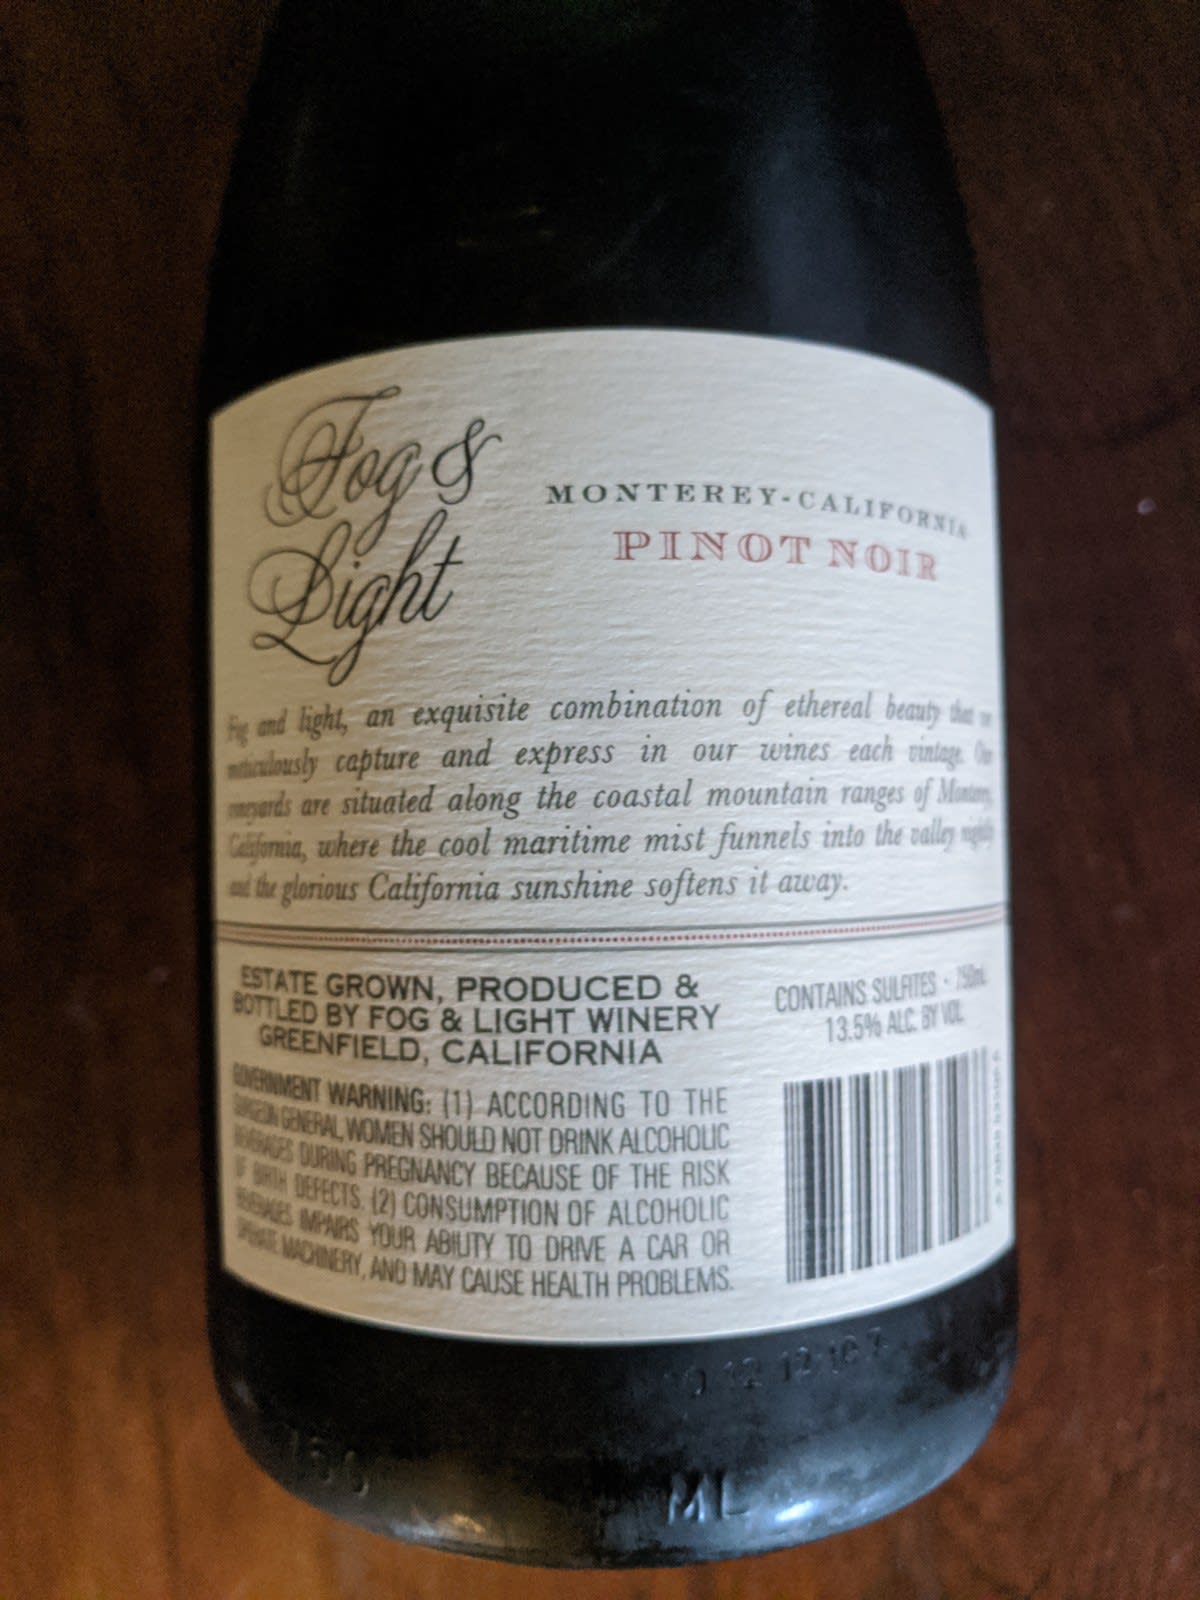 Fog &
Light
MONTEREY-CALIFORNIA
PINOT NOIR
Fog and light, an exquisite combination of ethereal beauty that we
meticulously capture and express in our wines each vintage. Our
vineyards are situated along the coastal mountain ranges of Monterey,
California, where the cool maritime mist funnels into the valley nightly
and the glorious California sunshine softens it away.
ESTATE GROWN, PRODUCED &
BOTTLED BY FOG & LIGHT WINERY
GREENFIELD, CALIFORNIA
CONTAINS SULFITES · 750mL
13.5% ALC. BY VOL
GOVERNMENT WARNING: (1) ACCORDING TO THE
SURGEON GENERAL, WOMEN SHOULD NOT DRINK ALCOHOLIC
BEVERAGES DURING PREGNANCY BECAUSE OF THE RISK
OF BIRTH DEFECTS. (2) CONSUMPTION OF ALCOHOLIC
BEVERAGES IMPAIRS YOUR ABILITY TO DRIVE A CAR OR
OPERATE MACHINERY, AND MAY CAUSE HEALTH PROBLEMS.
ML